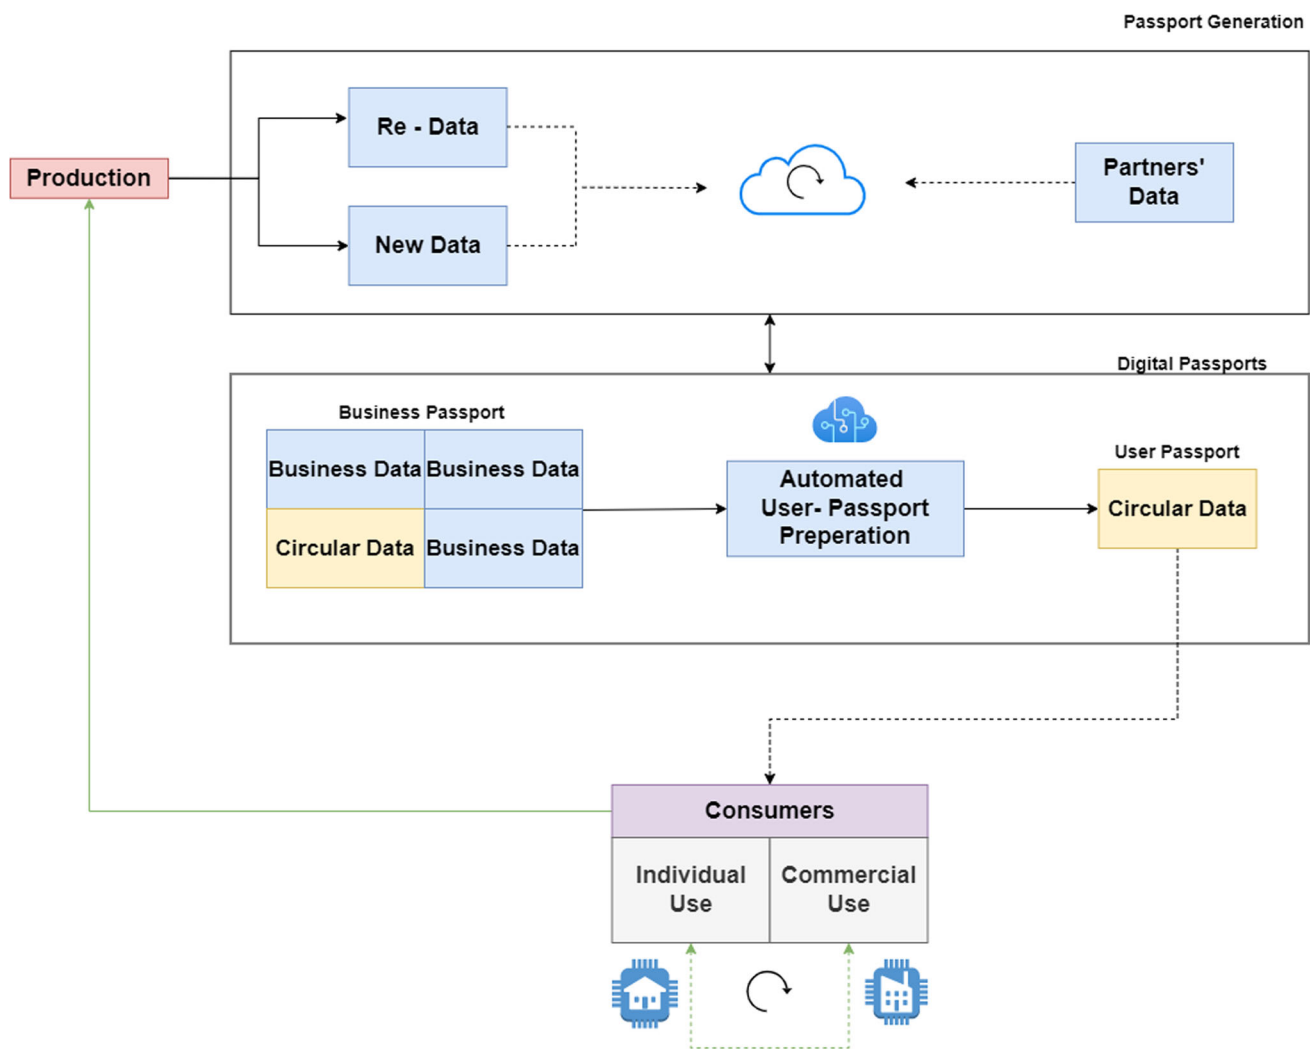 Passport Generation
Re - Data
Production
Partners'
Data
New Data
Digital Passports
Business Passport
Business Data
Business Data
Circular Data
Business Data
Automated
User- Passport
Preperation
User Passport
Circular Data
Consumers
Individual
Use
Commercial
Use